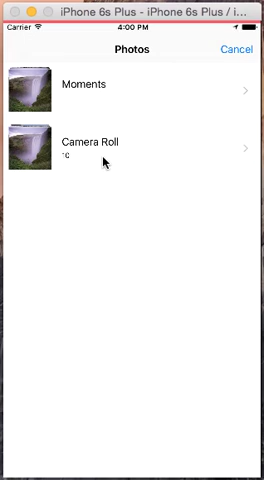 iPhone 6s Plus - iPhone 6s Plus / i...
Carrier 4:00 PM
Photos Cancel
Moments
Camera Roll